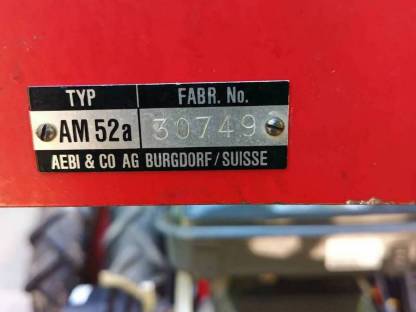 TYP FABR. No.
AM 52a 30749
AEBI & CO AG BURGDORF/SUISSE